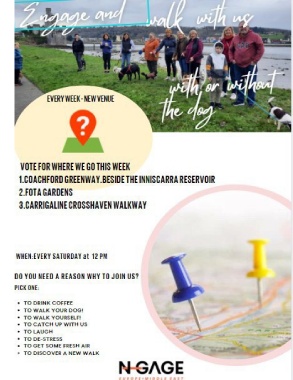 Engage and walk with us
with or without
the dog
EVERY WEEK - NEW VENUE
VOTE FOR WHERE WE GO THIS WEEK
1.COACHFORD GREENWAY.BESIDE THE INNISCARRA RESERVOIR
2.FOTA GARDENS
3.CARRIGALINE CROSSHAVEN WALKWAY
WHEN:EVERY SATURDAY at 12 PM
DO YOU NEED A REASON WHY TO JOIN US?
PICK ONE:
• TO DRINK COFFEE
• TO WALK YOUR DOG!
• TO WALK YOURSELF!
• TO CATCH UP WITH US
• TO LAUGH
• TO DE-STRESS
• TO GET SOME FRESH AIR
• TO DISCOVER A NEW WALK
N-GAGE
EUROPE/MIDDLE EAST